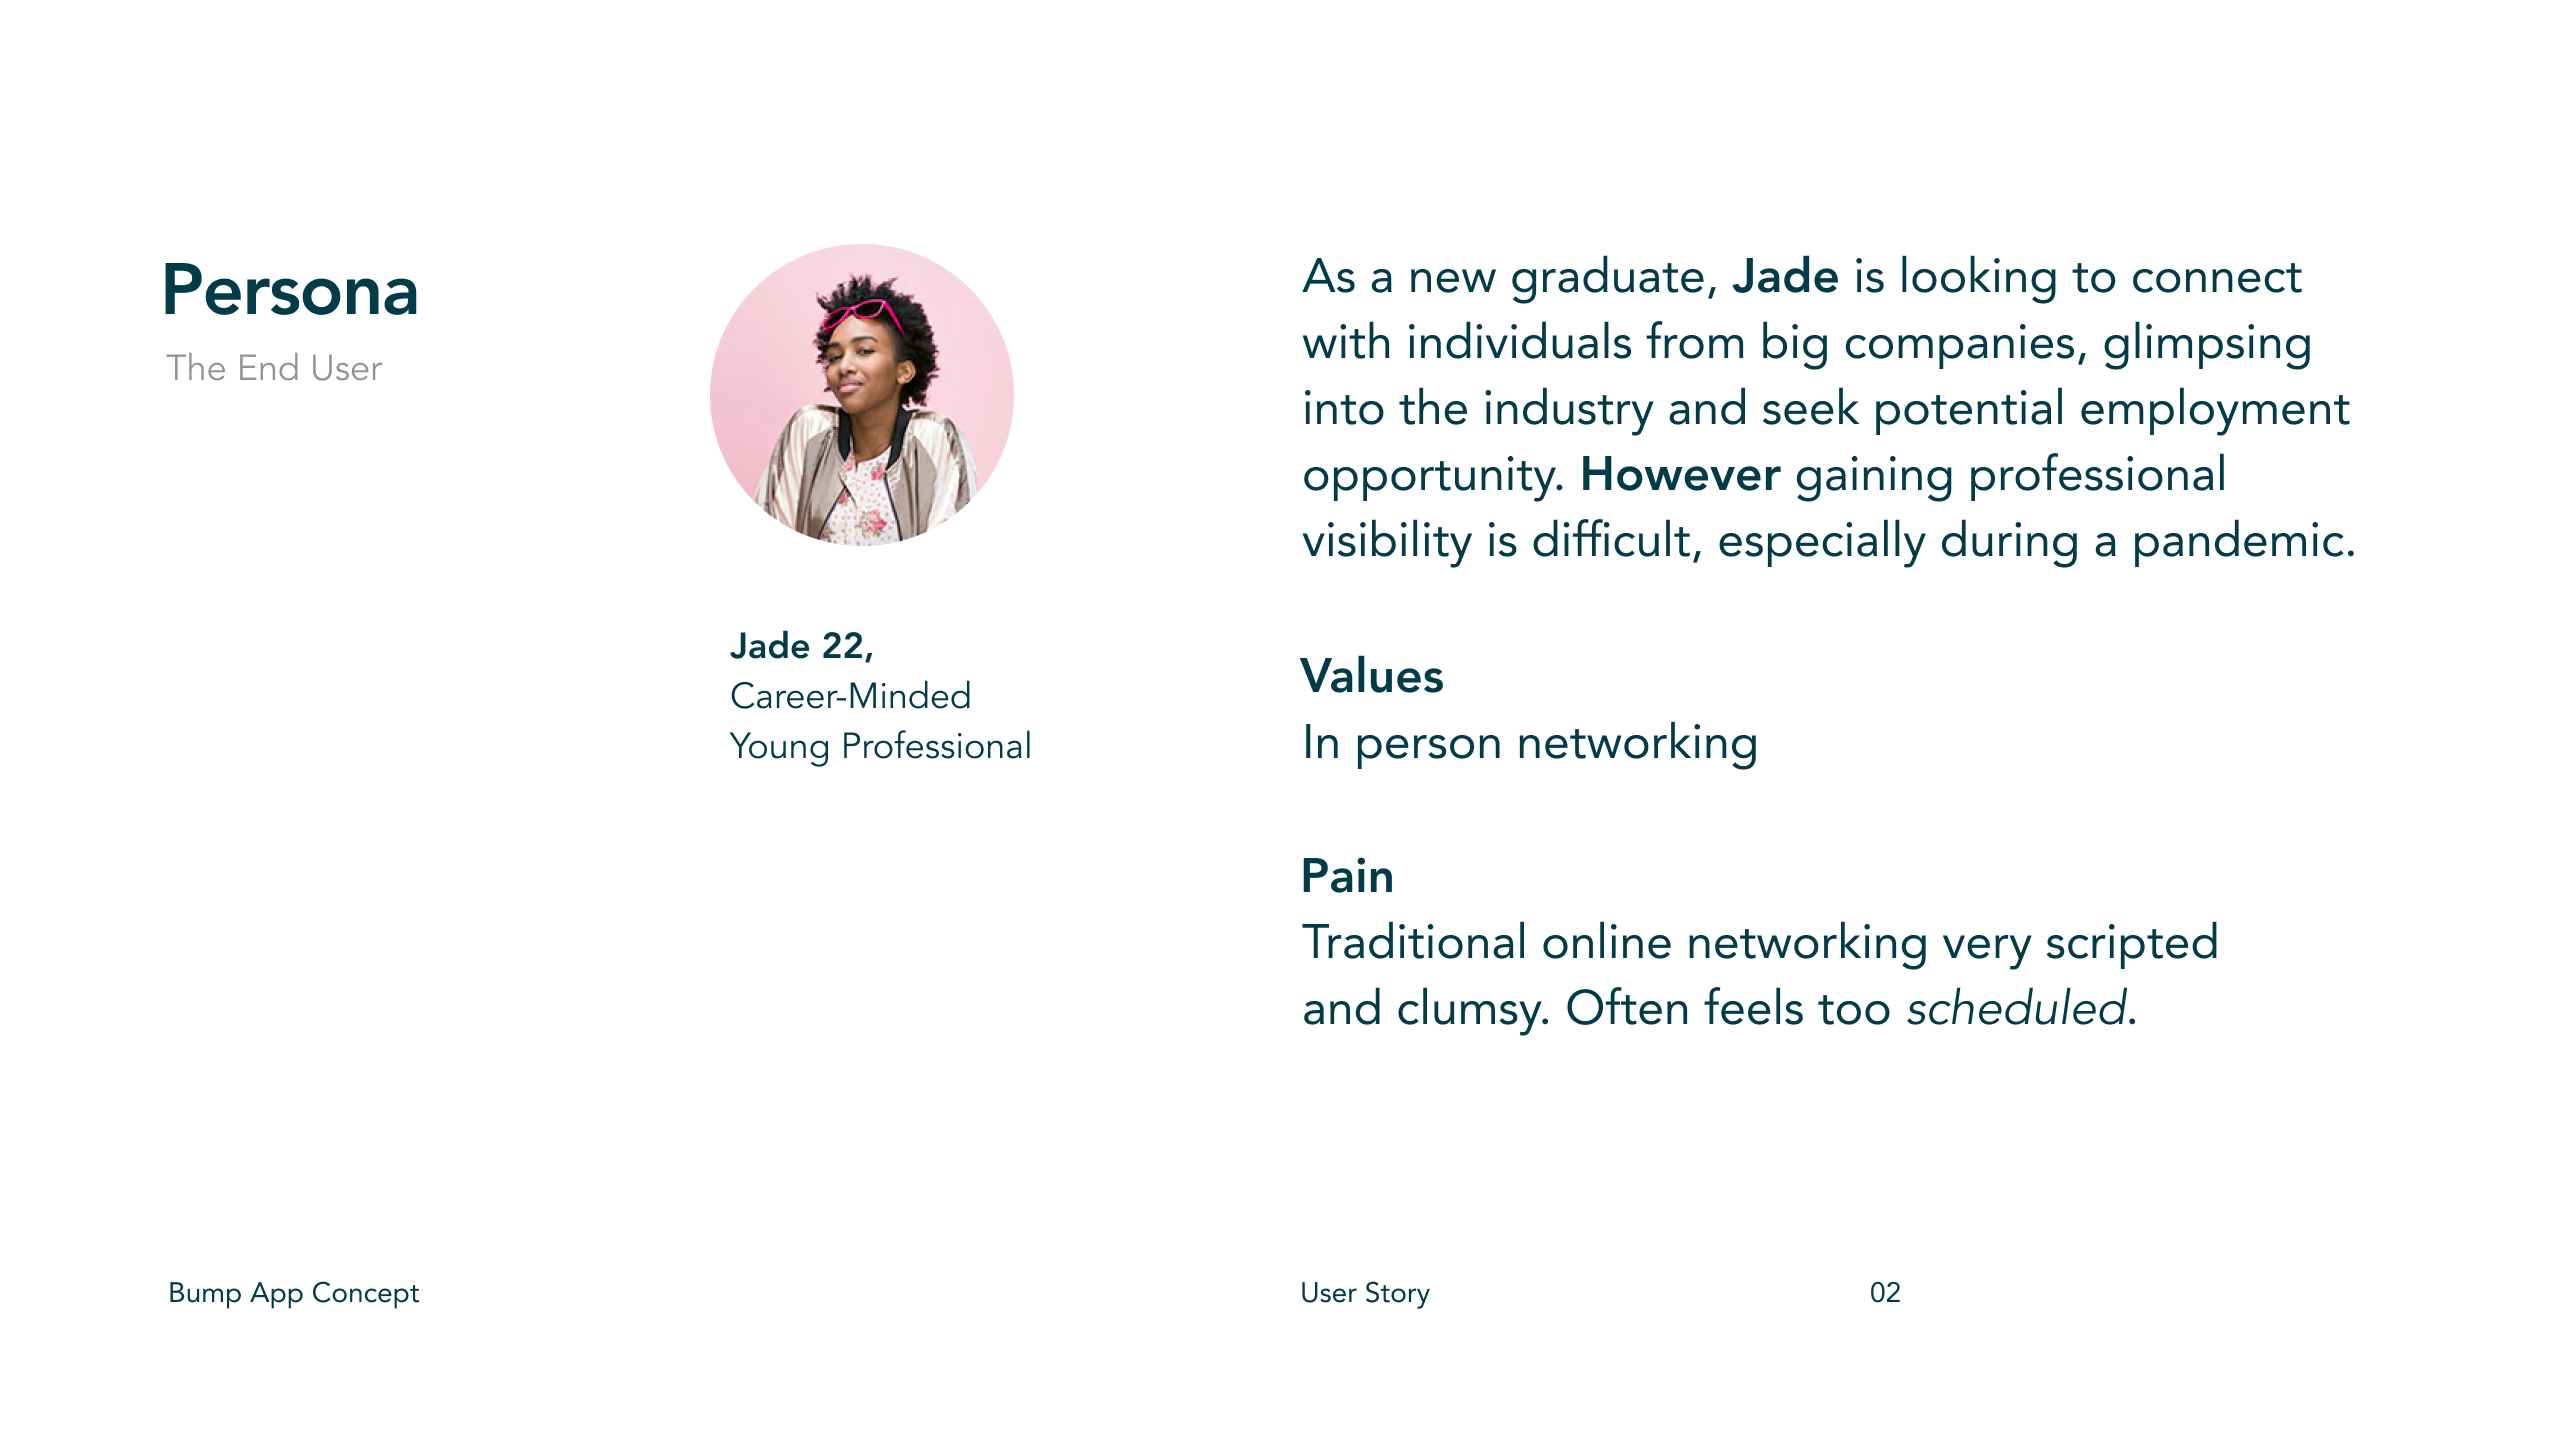 Persona
The End User
Jade 22,
Career-Minded
Young Professional
As a new graduate, Jade is looking to connect
with individuals from big companies, glimpsing
into the industry and seek potential employment
opportunity. However gaining professional
visibility is difficult, especially during a pandemic.
Values
In person networking
Pain
Traditional online networking very scripted
and clumsy. Often feels too scheduled.
Bump App Concept
User Story
02